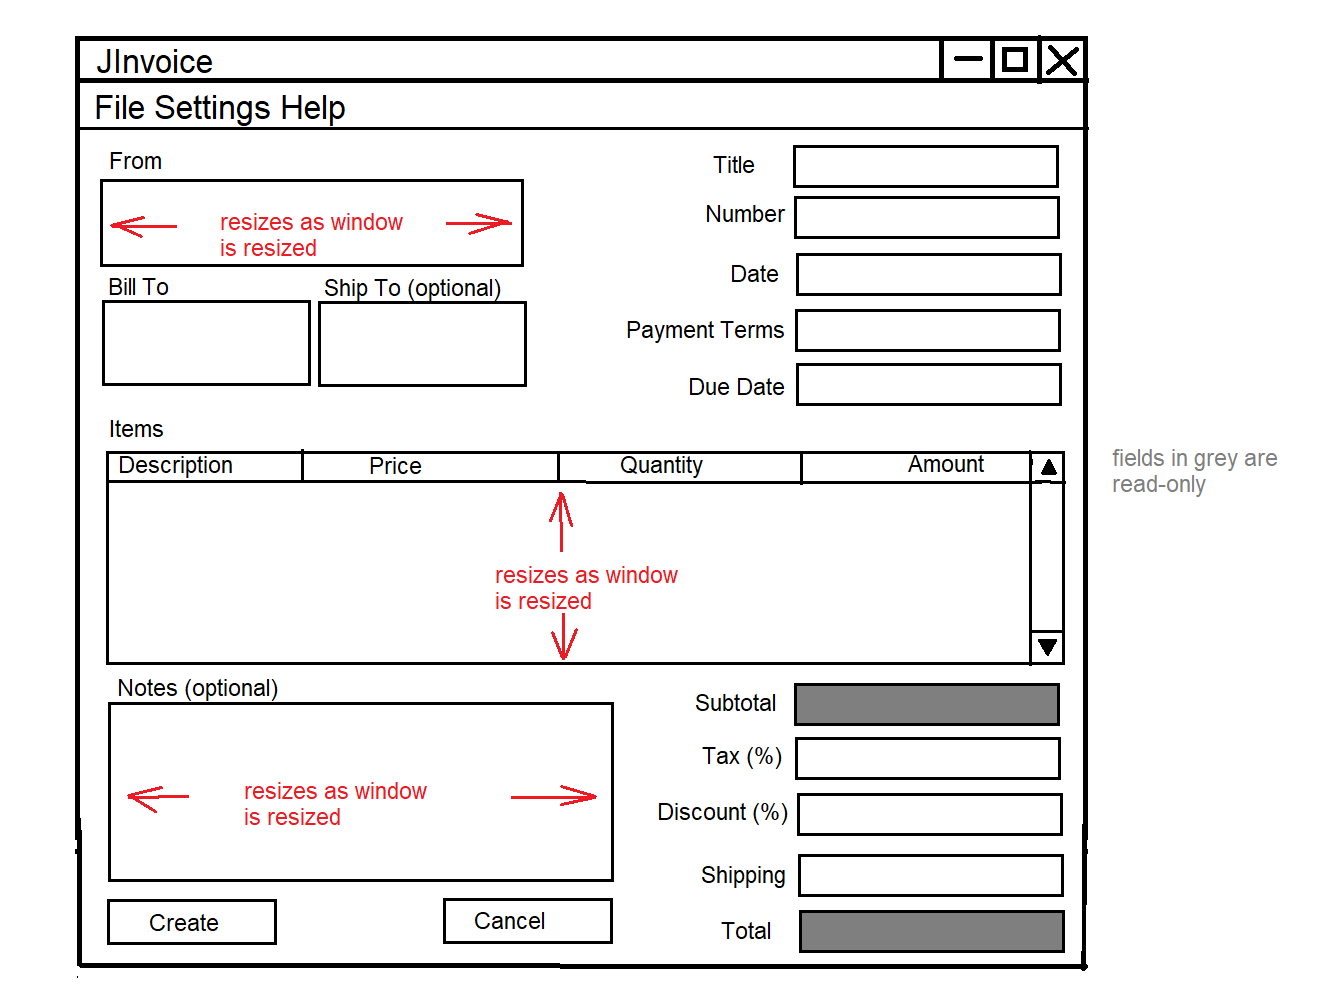 JInvoice
File Settings Help
From
resizes as window
is resized
Bill To
Ship To (optional)
Title
Number
Date
Payment Terms
Due Date
Items
Description Price Quantity Amount
resizes as window
is resized
fields in grey are
read-only
Notes (optional)
resizes as window
is resized
Create
Cancel
Subtotal
Tax (%)
Discount (%)
Shipping
Total